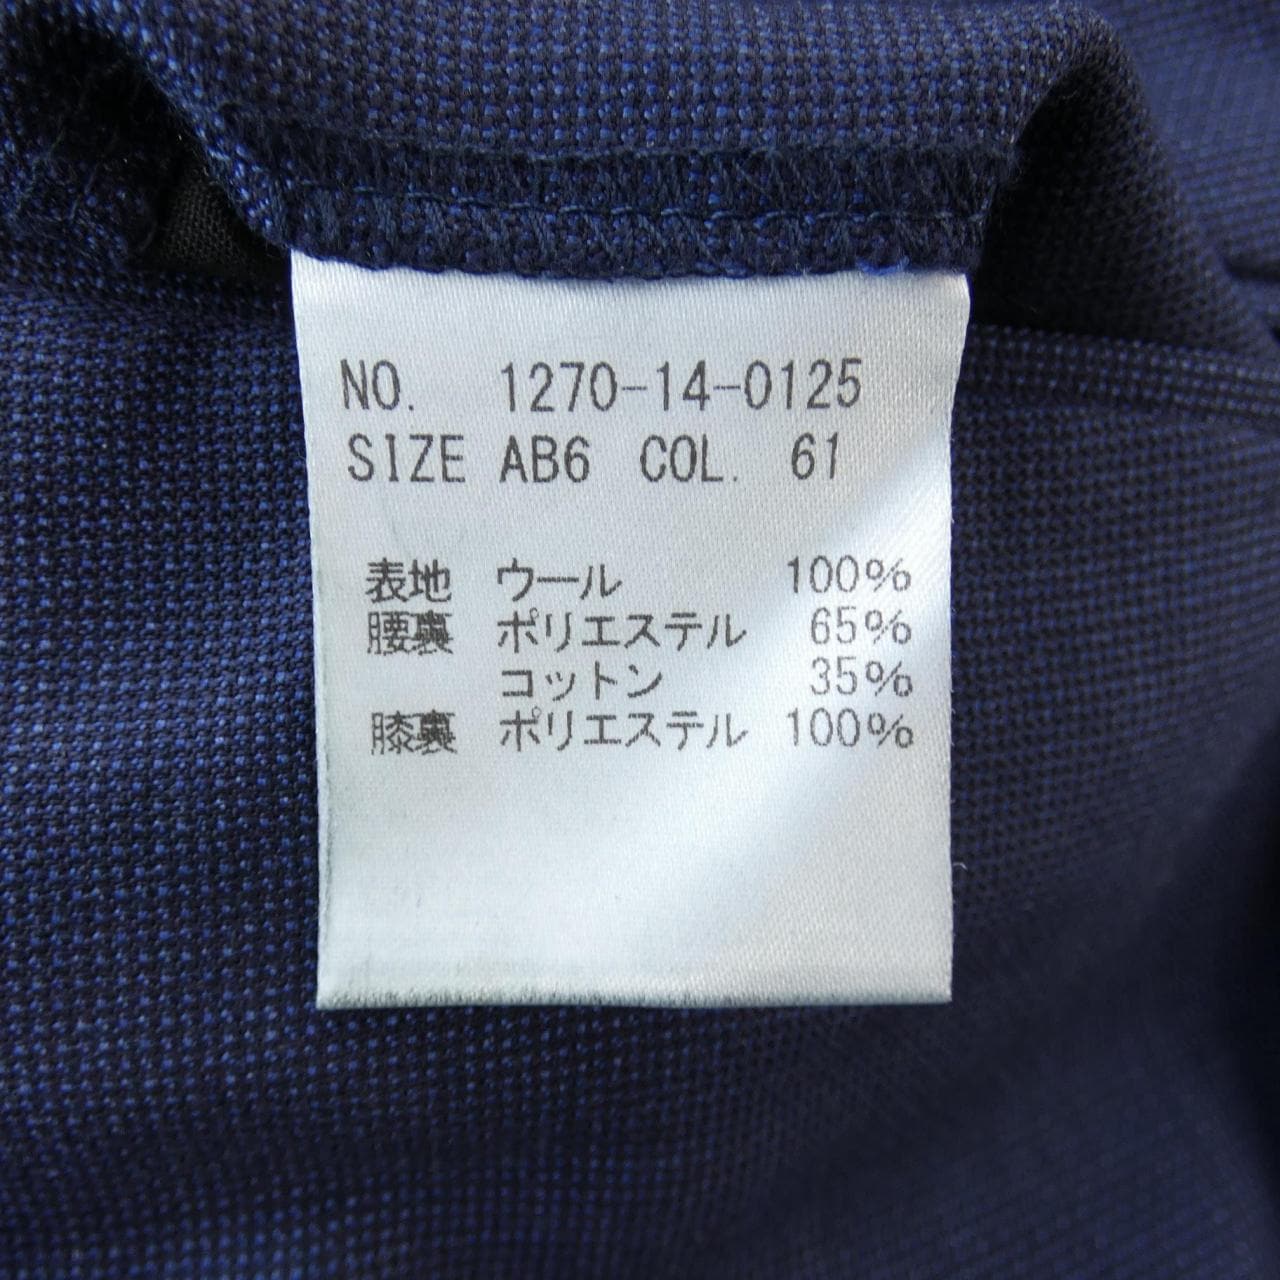 NO. 1270-14-0125
SIZE AB6 COL. 61
表地 ウール 100%
腰裏 ポリエステル 65%
コットン 35%
膝裏 ポリエステル 100%